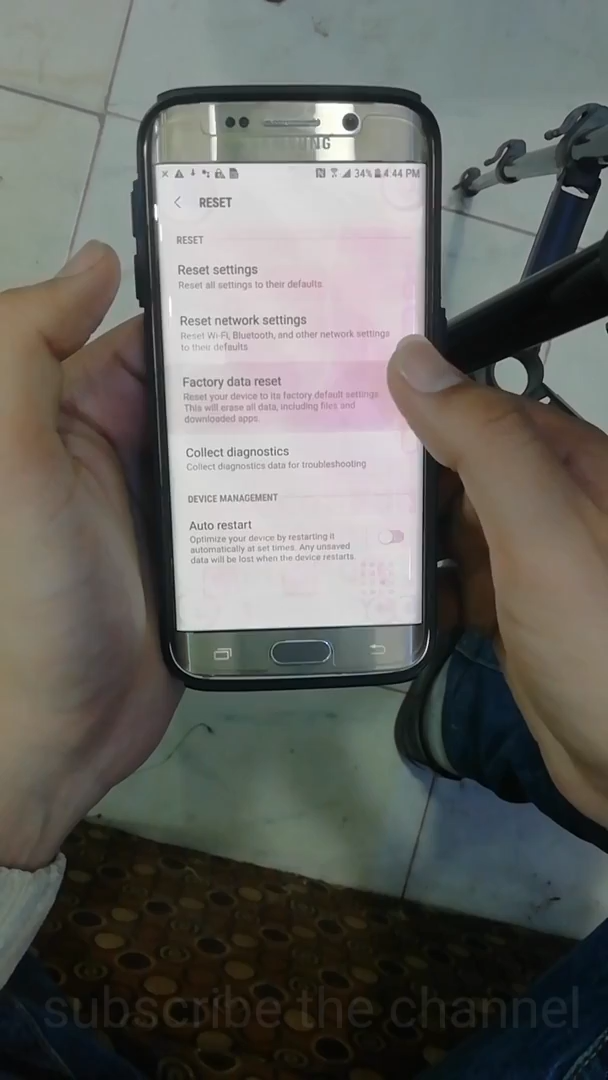 SAMSUNG
34% 4:44 PM
RESET
RESET
Reset settings
Reset all settings to their defaults.
Reset network settings
Reset Wi-Fi, Bluetooth, and other network settings
to their defaults
Factory data reset
Reset your device to its factory default settings.
This will erase all data, including files and
downloaded apps.
Collect diagnostics
Collect diagnostics data for troubleshooting
DEVICE MANAGEMENT
Auto restart
Optimize your device by restarting it
automatically at set times. Any unsaved
data will be lost when the device restarts.
subscribe the channel